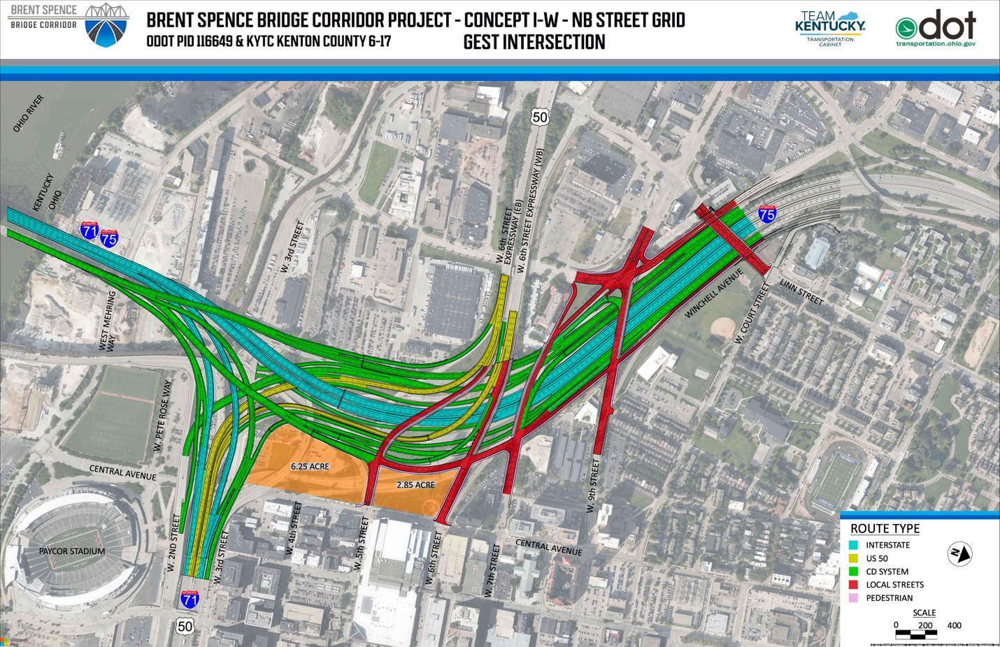 BRENT SPENCE
BRIDGE CORRIDOR
BRENT SPENCE BRIDGE CORRIDOR PROJECT - CONCEPT I-W - NB STREET GRID
ODOT PID 116649 & KYTC KENTON COUNTY 6-17
GEST INTERSECTION
TEAM
KENTUCKY
TRANSPORTATION
CABINET
odot
transportation.ohio.gov
OHIO RIVER
KENTUCKY
OHIO
71
75
W. 3rd STREET
50
W. 6th STREET
EXPRESSWAY (EB)
W. 6th STREET EXPRESSWAY (WB)
75
WINCHELL AVENUE
LINN STREET
W. COURT STREET
WEST MEHRING
WAY
W. PETE ROSE WAY
CENTRAL AVENUE
6.25 ACRE
2.85 ACRE
W. 9th STREET
PAYCOR STADIUM
W. 2ND STREET
W. 3rd STREET
W. 4th STREET
W. 5th STREET
W. 6th STREET
W. 7th STREET
CENTRAL AVENUE
71
50
ROUTE TYPE
INTERSTATE
US 50
CD SYSTEM
LOCAL STREETS
PEDESTRIAN
N
SCALE
0 200 400
Microsoft